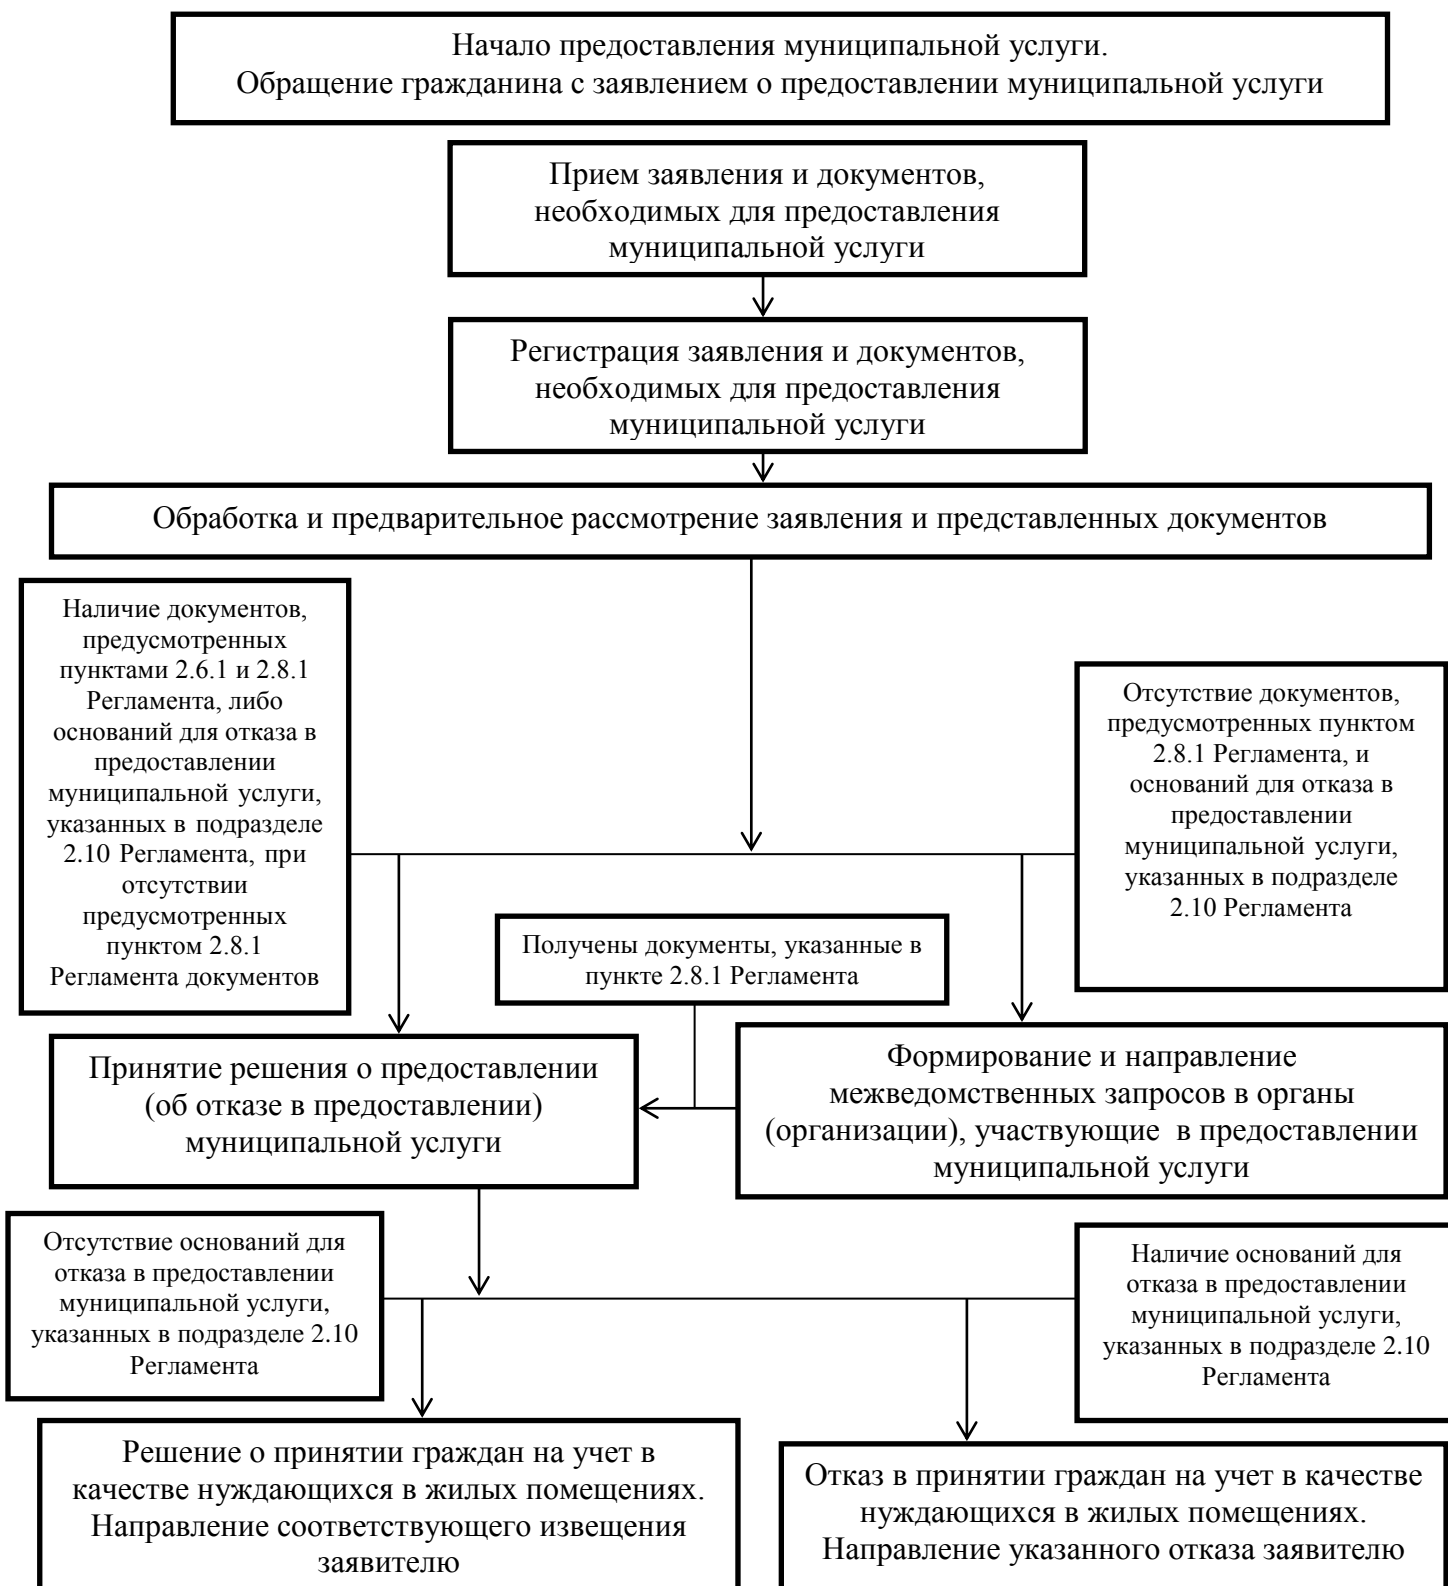 Начало предоставления муниципальной услуги.
Обращение гражданина с заявлением о предоставлении муниципальной услуги
Прием заявления и документов,
необходимых для предоставления
муниципальной услуги
Регистрация заявления и документов,
необходимых для предоставления
муниципальной услуги
Обработка и предварительное рассмотрение заявления и представленных документов
Наличие документов,
предусмотренных
пунктами 2.6.1 и 2.8.1
Регламента, либо
оснований для отказа в
предоставлении
муниципальной услуги,
указанных в подразделе
2.10 Регламента, при
отсутствии
предусмотренных
пунктом 2.8.1
Регламента документов
Отсутствие документов,
предусмотренных пунктом
2.8.1 Регламента, и
оснований для отказа в
предоставлении
муниципальной услуги,
указанных в подразделе
2.10 Регламента
Получены документы, указанные в
пункте 2.8.1 Регламента
Принятие решения о предоставлении
(об отказе в предоставлении)
муниципальной услуги
Формирование и направление
межведомственных запросов в органы
(организации), участвующие в предоставлении
муниципальной услуги
Отсутствие оснований для
отказа в предоставлении
муниципальной услуги,
указанных в подразделе 2.10
Регламента
Наличие оснований для
отказа в предоставлении
муниципальной услуги,
указанных в подразделе 2.10
Регламента
Решение о принятии граждан на учет в
качестве нуждающихся в жилых помещениях.
Направление соответствующего извещения
заявителю
Отказ в принятии граждан на учет в качестве
нуждающихся в жилых помещениях.
Направление указанного отказа заявителю